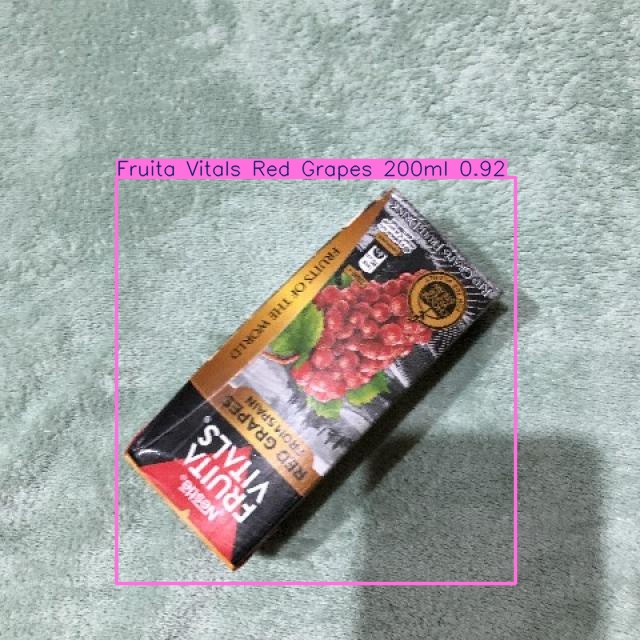 Fruita Vitals Red Grapes 200ml 0.92
FRUITS OF THE WORLD
RED GRAPES
FROM SPAIN
Nestlé.
FRUITA
VITALS®